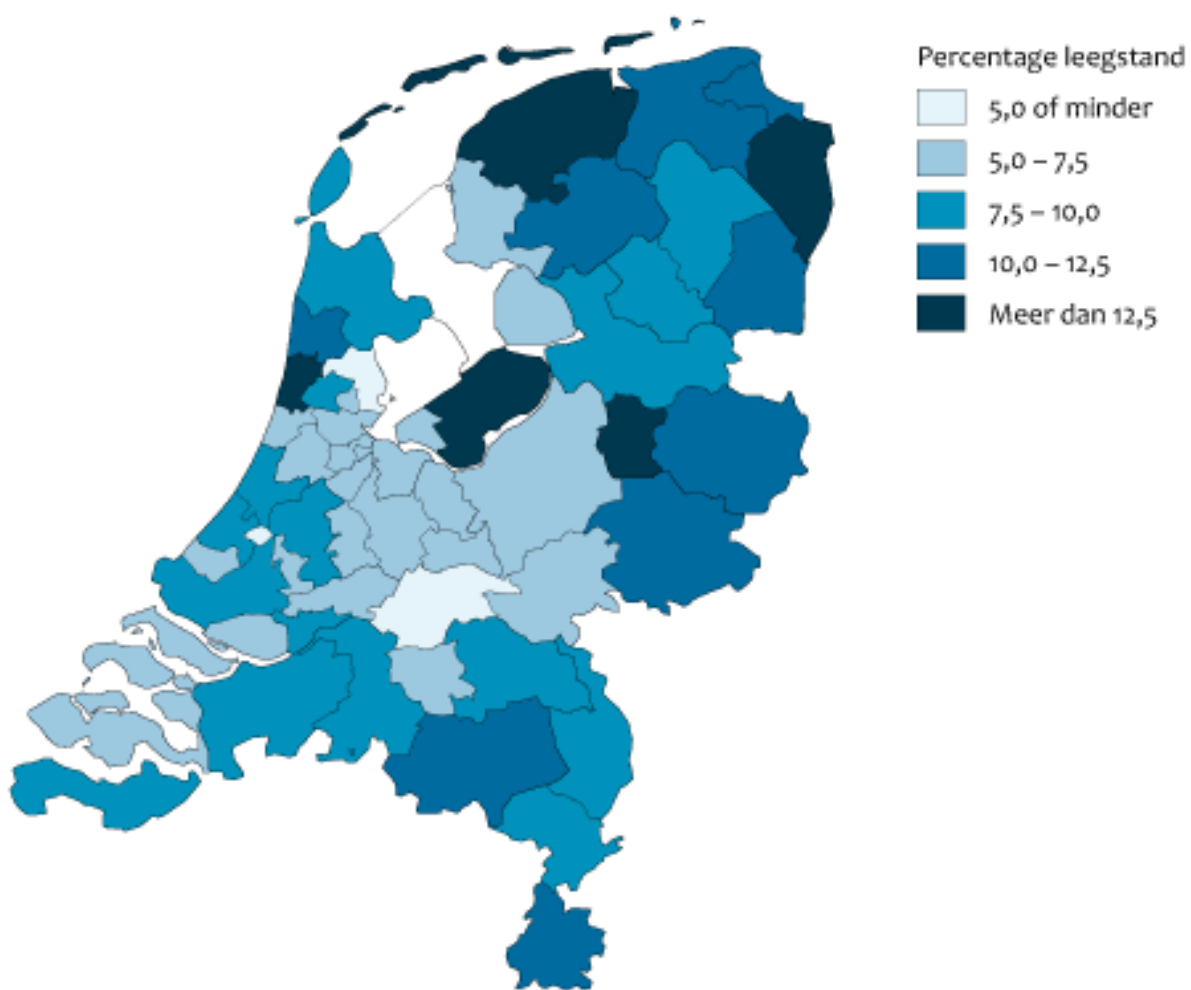 Percentage leegstand
5,0 of minder
5,0 – 7,5
7,5 – 10,0
10,0 – 12,5
Meer dan 12,5